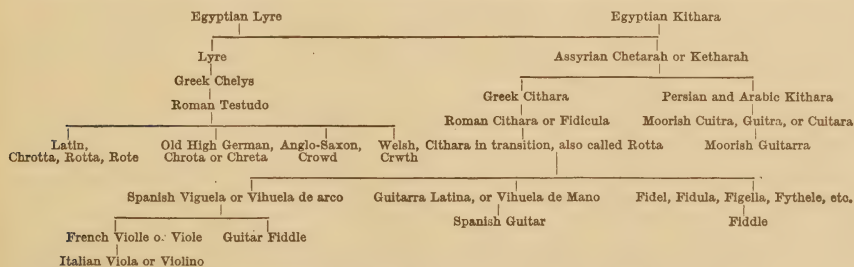 Egyptian Lyre Egyptian Kithara
Lyre Assyrian Chetarah or Ketharah
Greek Chelys
Greek Cithara Persian and Arabic Kithara
Roman Testudo
Roman Cithara or Fidicula Moorish Cuitra, Guitra, or Cuitara
Latin, Old High German, Anglo-Saxon, Welsh, Cithara in transition, also called Rotta Moorish Guitarra
Chrotta, Rotta, Rote Chrota or Chreta Crowd Crwth
Spanish Viguela or Vihuela de arco Guitarra Latina, or Vihuela de Mano Fidel, Fidula, Figella, Fythele, etc.
Spanish Guitar Fiddle
French Violle o. Viole Guitar Fiddle
Italian Viola or Violino